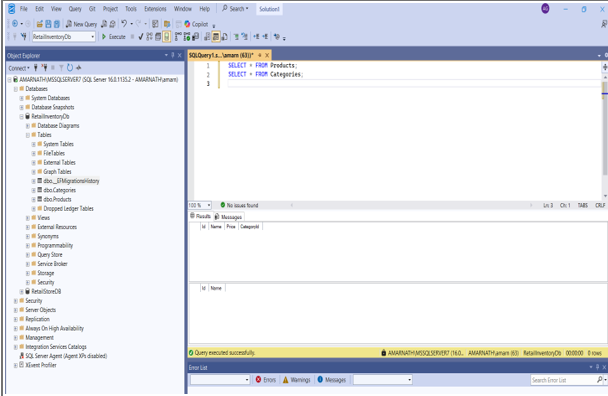 File Edit View Query Git Project Tools Extensions Window Help Search Solution1
New Query Copilot
RetailInventoryDb Execute
Object Explorer
Connect
AMARNATH\MSSQLSERVER7 (SQL Server 16.0.1135.2 - AMARNATH\amarn)
Databases
System Databases
Database Snapshots
RetailInventoryDb
Database Diagrams
Tables
System Tables
FileTables
External Tables
Graph Tables
dbo.__EFMigrationsHistory
dbo.Categories
dbo.Products
Dropped Ledger Tables
Views
External Resources
Synonyms
Programmability
Query Store
Service Broker
Storage
Security
RetailStoreDB
Security
Server Objects
Replication
Always On High Availability
Management
Integration Services Catalogs
SQL Server Agent (Agent XPs disabled)
XEvent Profiler
SQLQuery1.s...\amarn (63))*
1 SELECT * FROM Products;
2 SELECT * FROM Categories;
3
100 % No issues found Ln: 3 Ch: 1 TABS CRLF
Results Messages
Id Name Price CategoryId
Id Name
Query executed successfully. AMARNATH\MSSQLSERVER7 (16.0... AMARNATH\amarn (63) RetailInventoryDb 00:00:00 0 rows
Error List
Errors Warnings Messages Search Error List